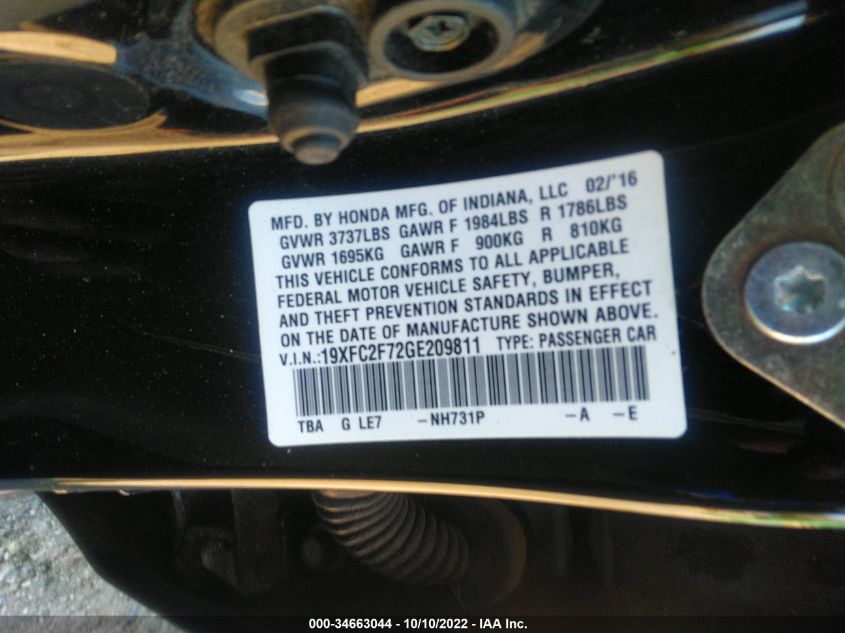 MFD. BY HONDA MFG. OF INDIANA, LLC 02/'16
GVWR 3737LBS GAWR F 1984LBS R 1786LBS
GVWR 1695KG GAWR F 900KG R 810KG
THIS VEHICLE CONFORMS TO ALL APPLICABLE
FEDERAL MOTOR VEHICLE SAFETY, BUMPER,
AND THEFT PREVENTION STANDARDS IN EFFECT
ON THE DATE OF MANUFACTURE SHOWN ABOVE.
V.I.N.:19XFC2F72GE209811 TYPE: PASSENGER CAR
TBA G LE7 -NH731P -A -E
000-34663044 - 10/10/2022 - IAA Inc.